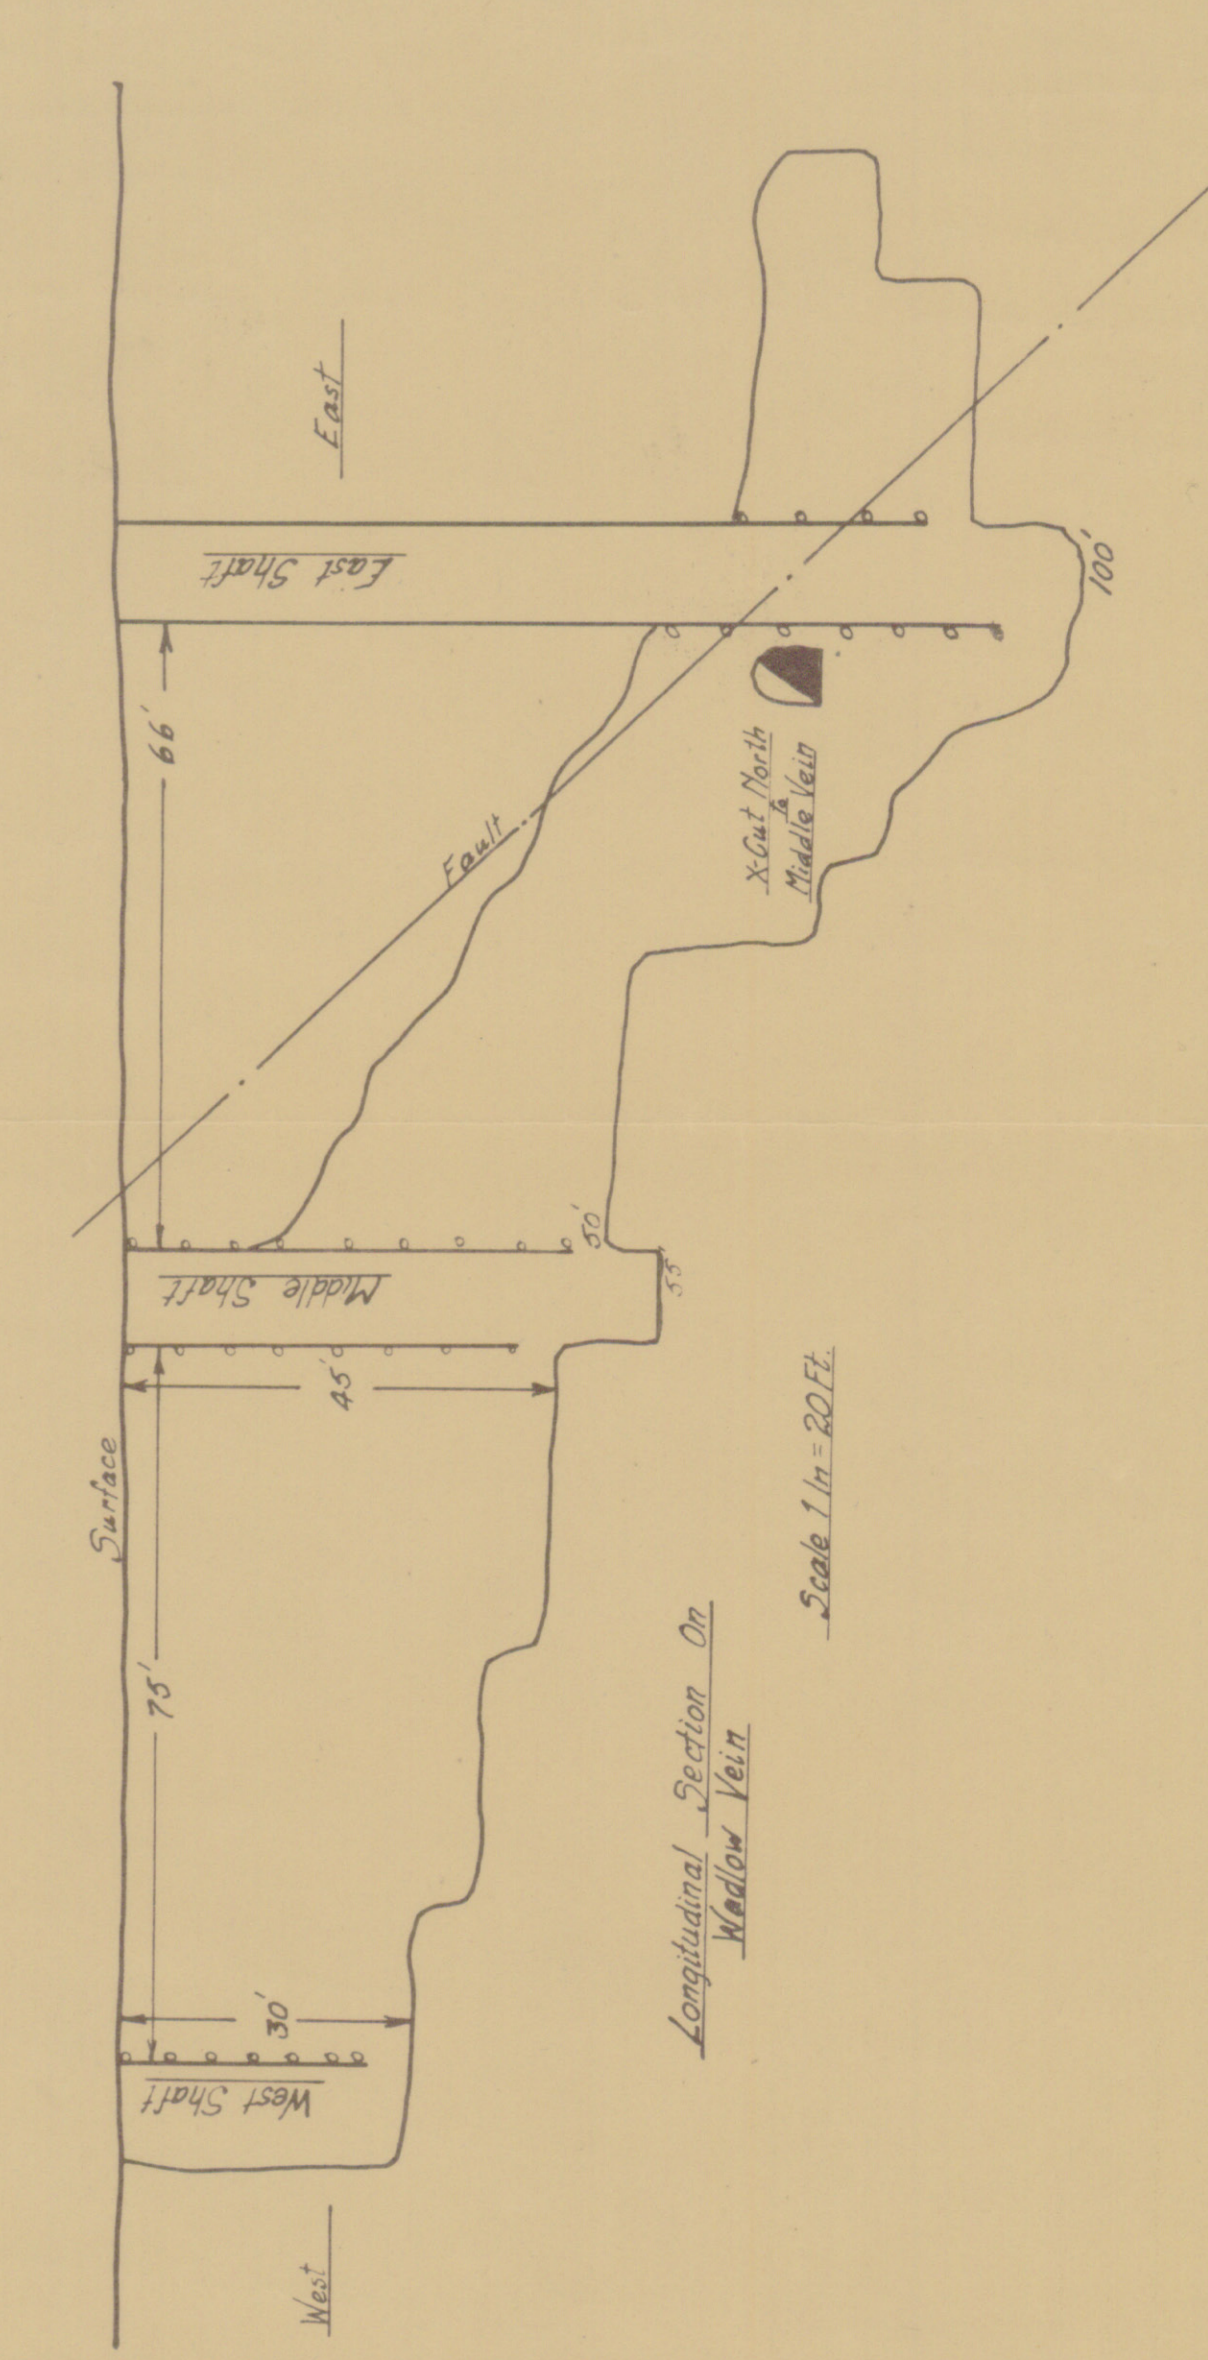 Surface
West
East
West Shaft
Middle Shaft
East Shaft
30'
75'
45'
66'
50'
55'
100'
Fault
X-Cut North
to
Middle Vein
Longitudinal Section On
Wadlow Vein
Scale 1 In = 20 Ft.